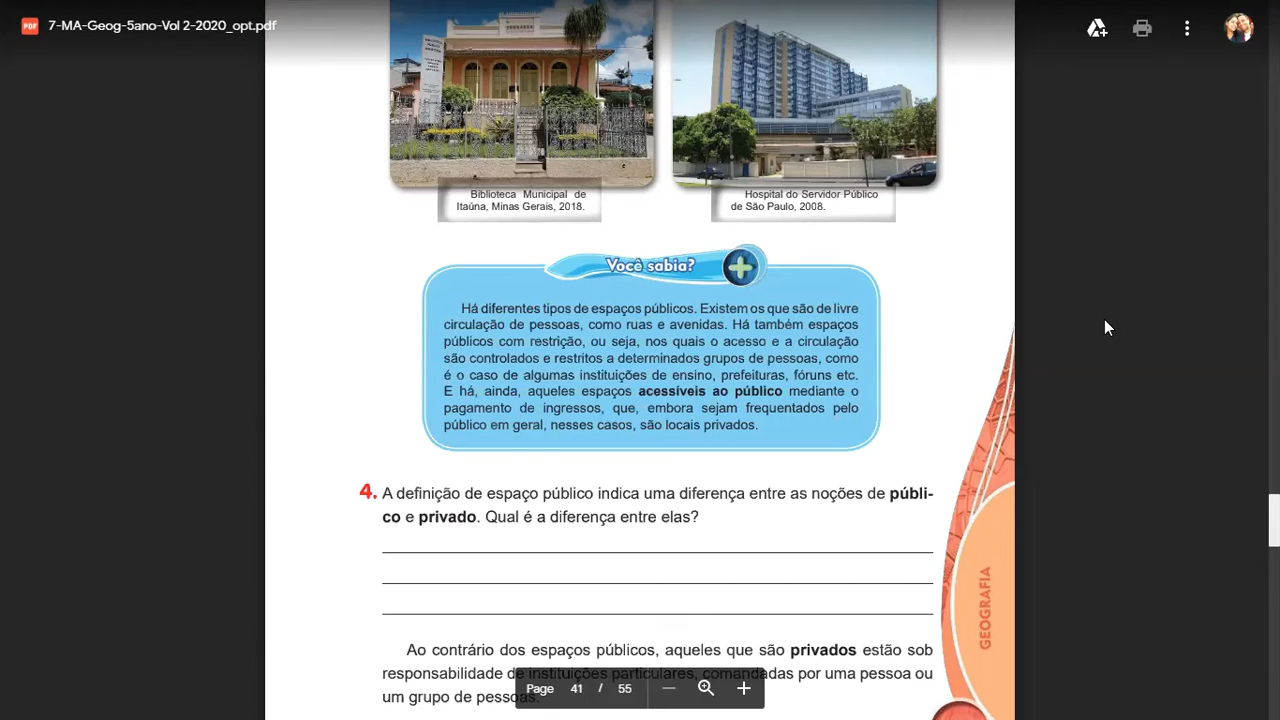 7-MA-Geog-5ano-Vol 2-2020_opt.pdf
Biblioteca Municipal de
Itaúna, Minas Gerais, 2018.
Hospital do Servidor Público
de São Paulo, 2008.
Você sabia?
Há diferentes tipos de espaços públicos. Existem os que são de livre
circulação de pessoas, como ruas e avenidas. Há também espaços
públicos com restrição, ou seja, nos quais o acesso e a circulação
são controlados e restritos a determinados grupos de pessoas, como
é o caso de algumas instituições de ensino, prefeituras, fóruns etc.
E há, ainda, aqueles espaços acessíveis ao público mediante o
pagamento de ingressos, que, embora sejam frequentados pelo
público em geral, nesses casos, são locais privados.
4. A definição de espaço público indica uma diferença entre as noções de públi-
co e privado. Qual é a diferença entre elas?
Ao contrário dos espaços públicos, aqueles que são privados estão sob
responsabilidade de instituições particulares, comandadas por uma pessoa ou
um grupo de pessoas.
GEOGRAFIA
Page 41 / 55